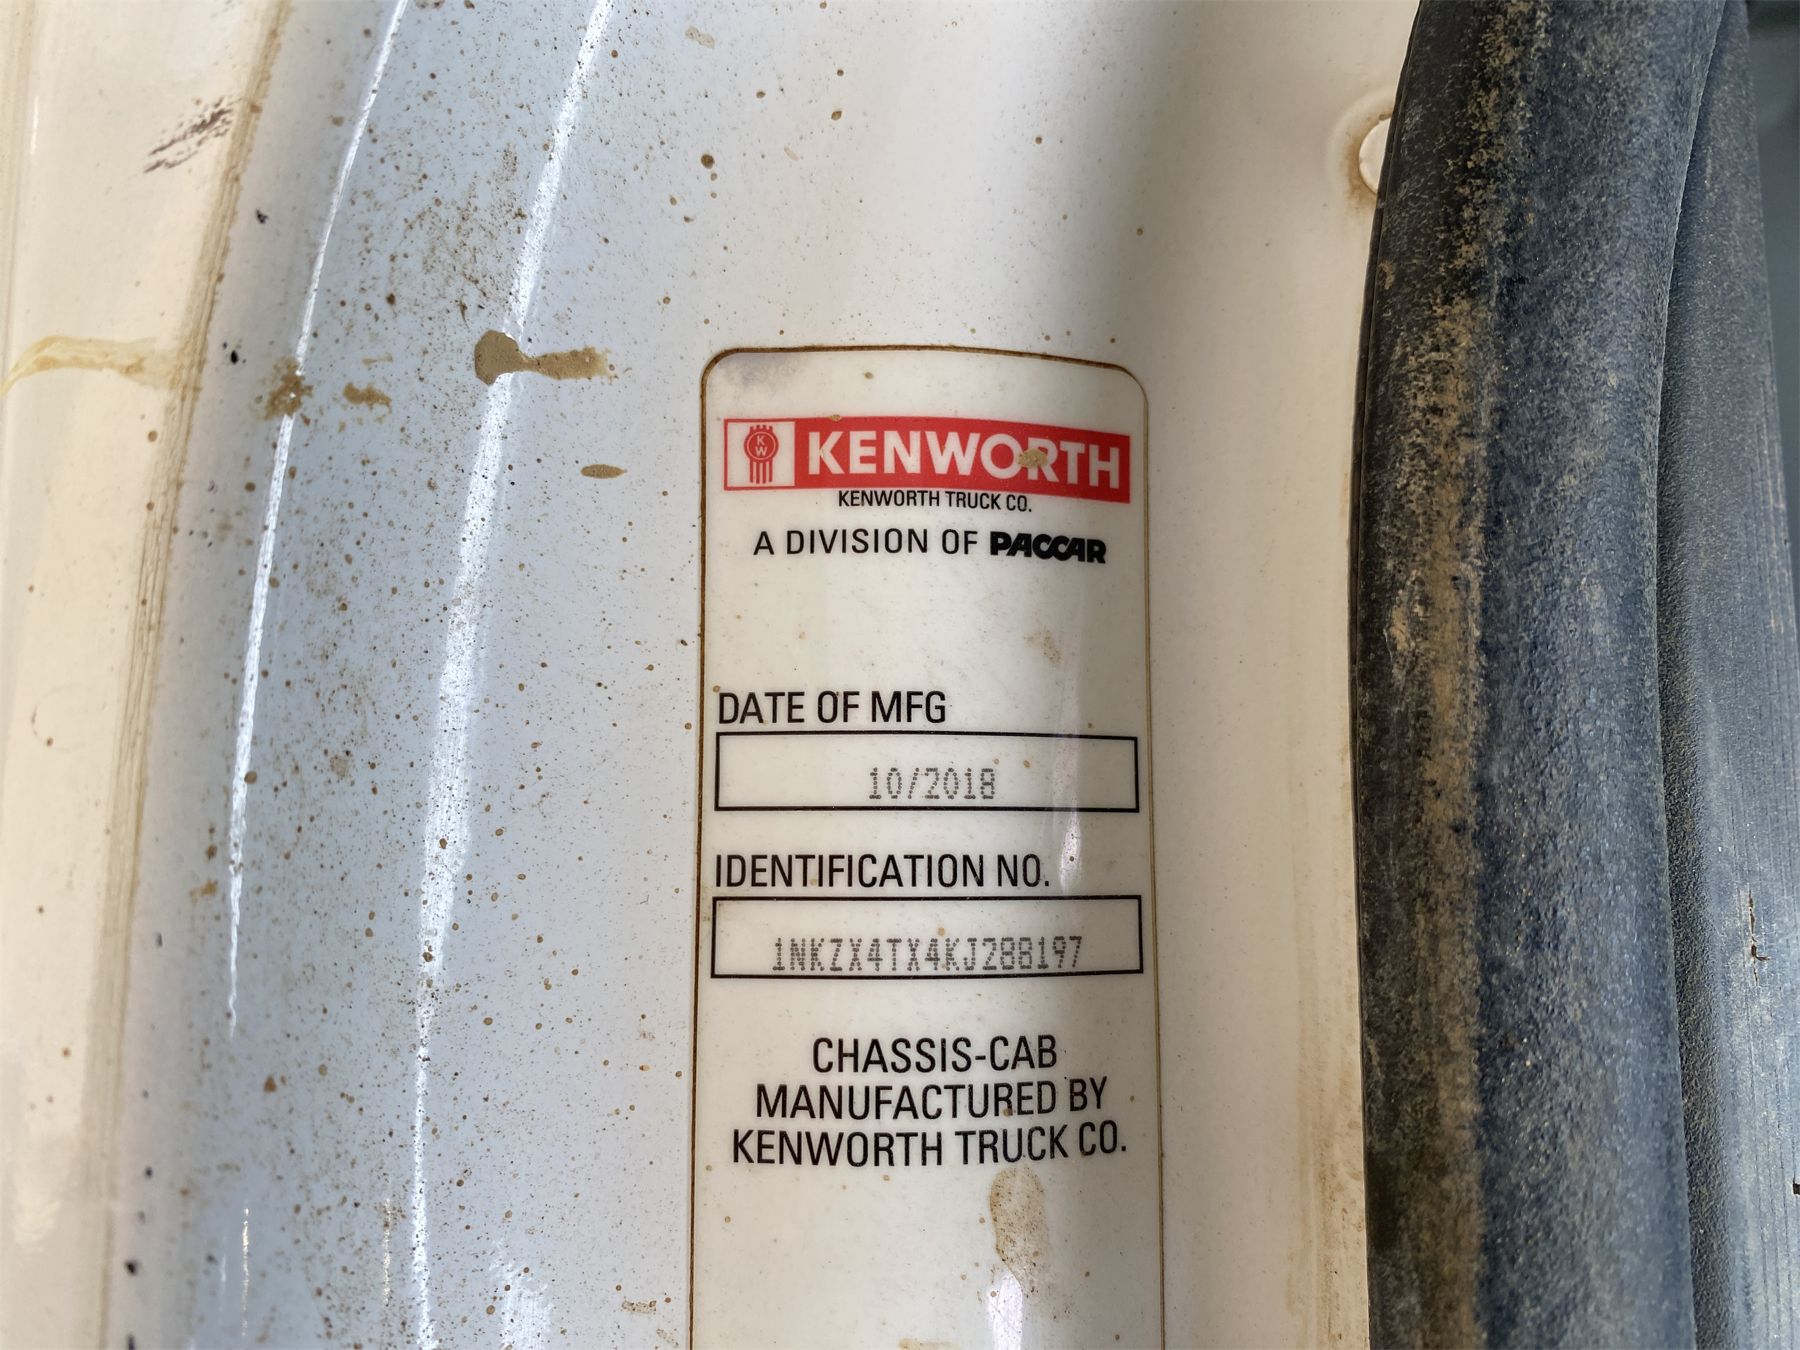 KW KENWORTH
KENWORTH TRUCK CO.
A DIVISION OF PACCAR
DATE OF MFG
10/2018
IDENTIFICATION NO.
1NKZX4TX4KJ288197
CHASSIS-CAB
MANUFACTURED BY
KENWORTH TRUCK CO.